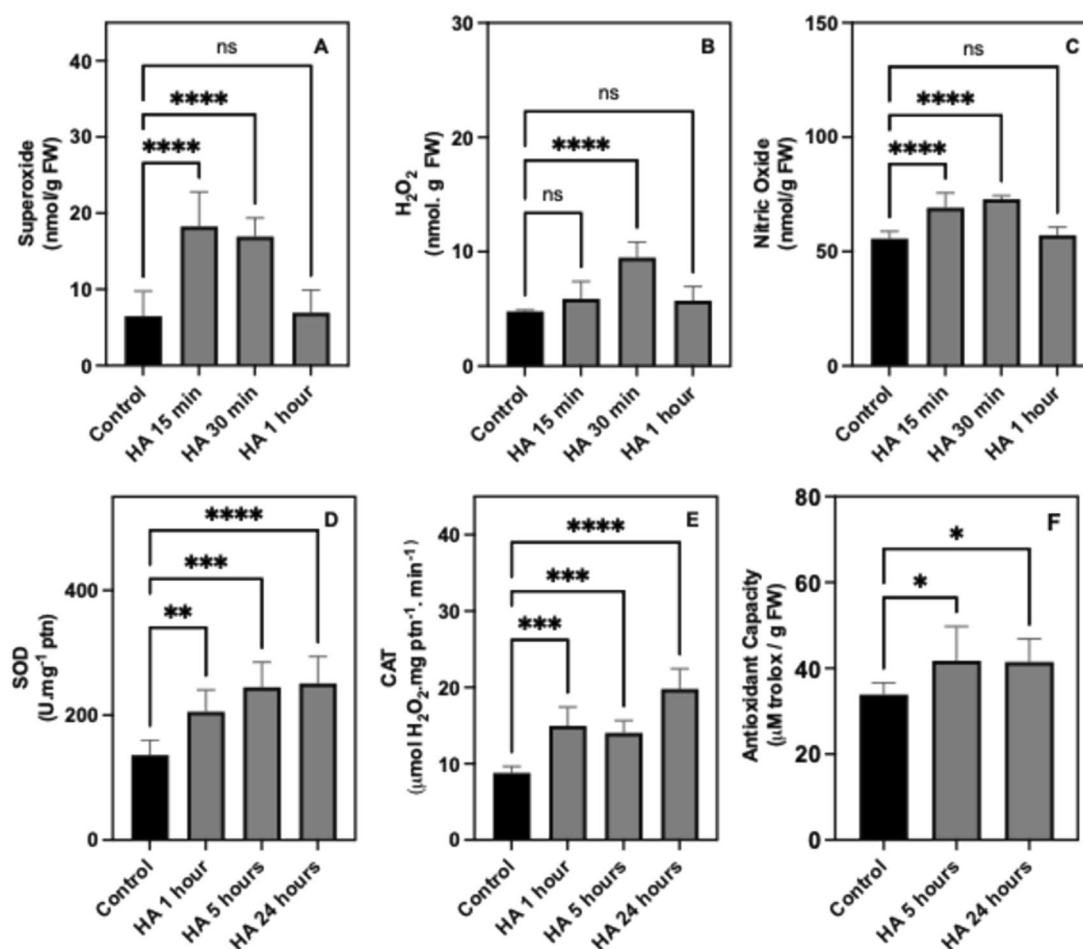 A
Superoxide
(nmol/g FW)
40
30
20
10
0
ns
****
****
Control
HA 15 min
HA 30 min
HA 1 hour
B
H₂O₂
(nmol. g FW)
30
20
10
0
ns
****
ns
Control
HA 15 min
HA 30 min
HA 1 hour
C
Nitric Oxide
(nmol/g FW)
150
100
50
0
ns
****
****
Control
HA 15 min
HA 30 min
HA 1 hour
D
SOD
(U.mg⁻¹ ptn)
400
200
0
****
***
**
Control
HA 1 hour
HA 5 hours
HA 24 hours
E
CAT
(µmol H₂O₂.mg ptn⁻¹. min⁻¹)
40
30
20
10
0
****
***
***
Control
HA 1 hour
HA 5 hours
HA 24 hours
F
Antioxidant Capacity
(µM trolox / g FW)
80
60
40
20
0
*
*
Control
HA 5 hours
HA 24 hours